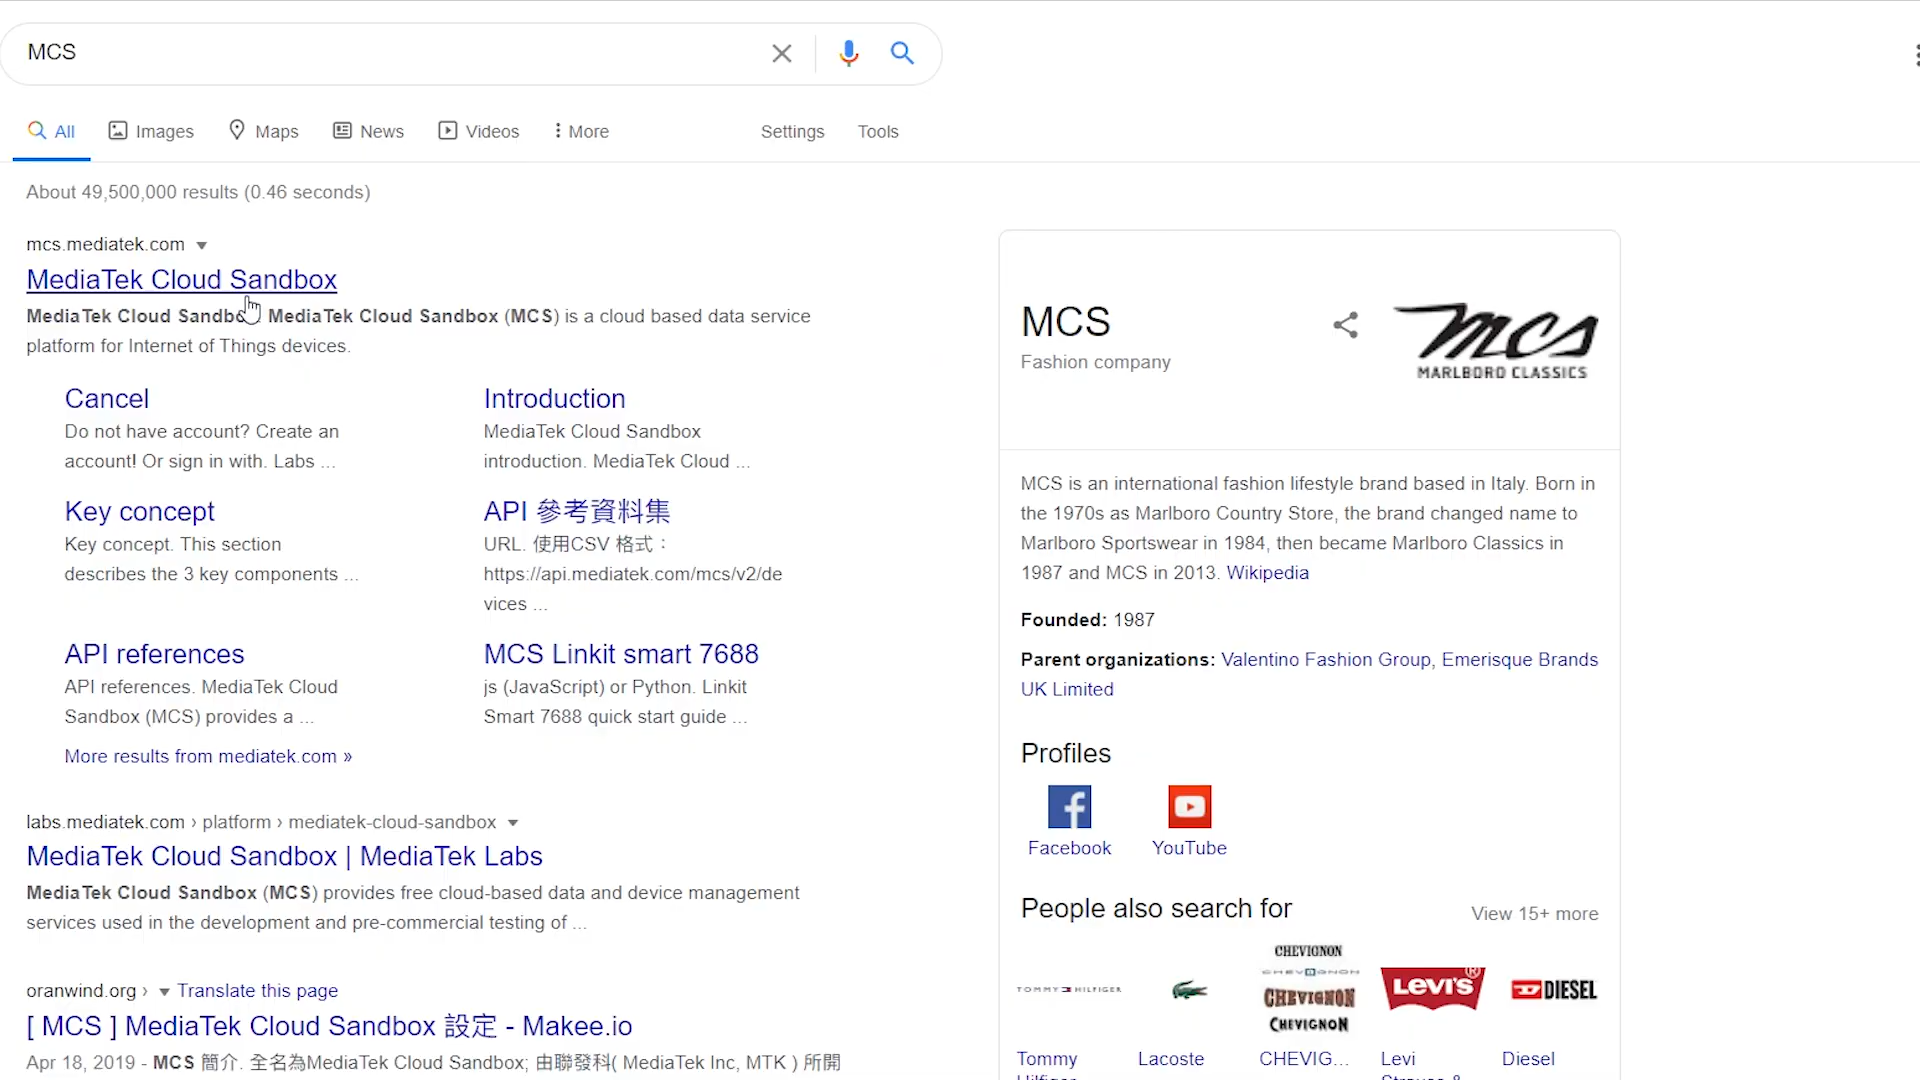 MCS
All
Images
Maps
News
Videos
More
Settings
Tools
About 49,500,000 results (0.46 seconds)
mcs.mediatek.com
MediaTek Cloud Sandbox
MediaTek Cloud Sandbo MediaTek Cloud Sandbox (MCS) is a cloud based data service
platform for Internet of Things devices.
Cancel
Do not have account? Create an
account! Or sign in with. Labs ...
Introduction
MediaTek Cloud Sandbox
introduction. MediaTek Cloud ...
Key concept
Key concept. This section
describes the 3 key components ...
API 參考資料集
URL. 使用CSV 格式：
https://api.mediatek.com/mcs/v2/de
vices ...
API references
API references. MediaTek Cloud
Sandbox (MCS) provides a ...
MCS Linkit smart 7688
js (JavaScript) or Python. Linkit
Smart 7688 quick start guide ...
More results from mediatek.com »
labs.mediatek.com › platform › mediatek-cloud-sandbox
MediaTek Cloud Sandbox | MediaTek Labs
MediaTek Cloud Sandbox (MCS) provides free cloud-based data and device management
services used in the development and pre-commercial testing of ...
oranwind.org › Translate this page
[ MCS ] MediaTek Cloud Sandbox 設定 - Makee.io
Apr 18, 2019 - MCS 簡介. 全名為MediaTek Cloud Sandbox; 由聯發科( MediaTek Inc, MTK ) 所開
MCS
Fashion company
mcs
MARLBORO CLASSICS
MCS is an international fashion lifestyle brand based in Italy. Born in
the 1970s as Marlboro Country Store, the brand changed name to
Marlboro Sportswear in 1984, then became Marlboro Classics in
1987 and MCS in 2013. Wikipedia
Founded: 1987
Parent organizations: Valentino Fashion Group, Emerisque Brands
UK Limited
Profiles
Facebook
YouTube
People also search for
View 15+ more
TOMMY HILFIGER
CHEVIGNON
CHEVIGNON
CHEVIGNON
CHEVIGNON
LEVI'S®
DIESEL
Tommy
Hilfiger
Lacoste
CHEVIG...
Levi
Strauss &
Diesel